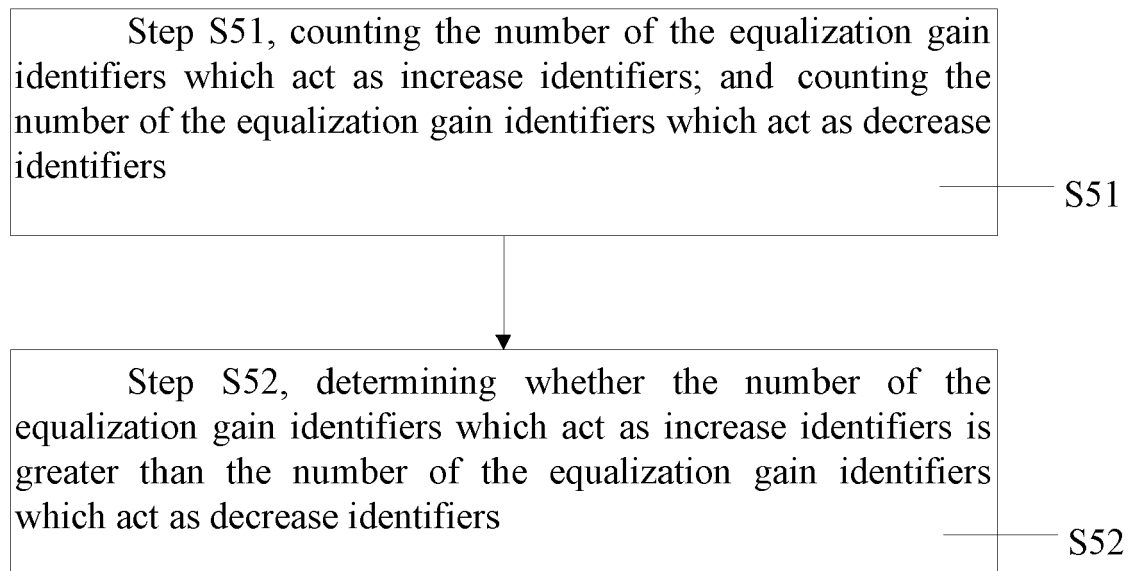 Step S51, counting the number of the equalization gain
identifiers which act as increase identifiers; and counting the
number of the equalization gain identifiers which act as decrease
identifiers
S51
Step S52, determining whether the number of the
equalization gain identifiers which act as increase identifiers is
greater than the number of the equalization gain identifiers
which act as decrease identifiers
S52